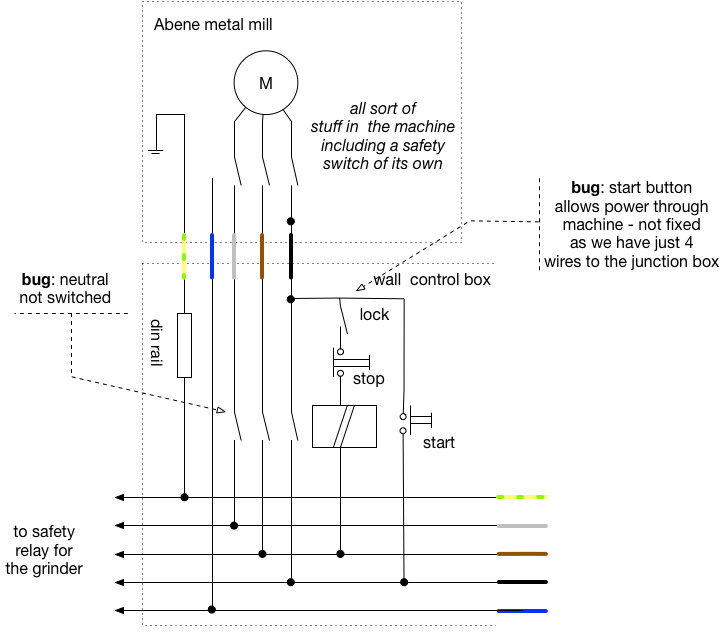 Abene metal mill
M
all sort of
stuff in the machine
including a safety
switch of its own
bug: start button
allows power through
machine - not fixed
as we have just 4
wires to the junction box
bug: neutral
not switched
wall control box
lock
din rail
stop
start
to safety
relay for
the grinder